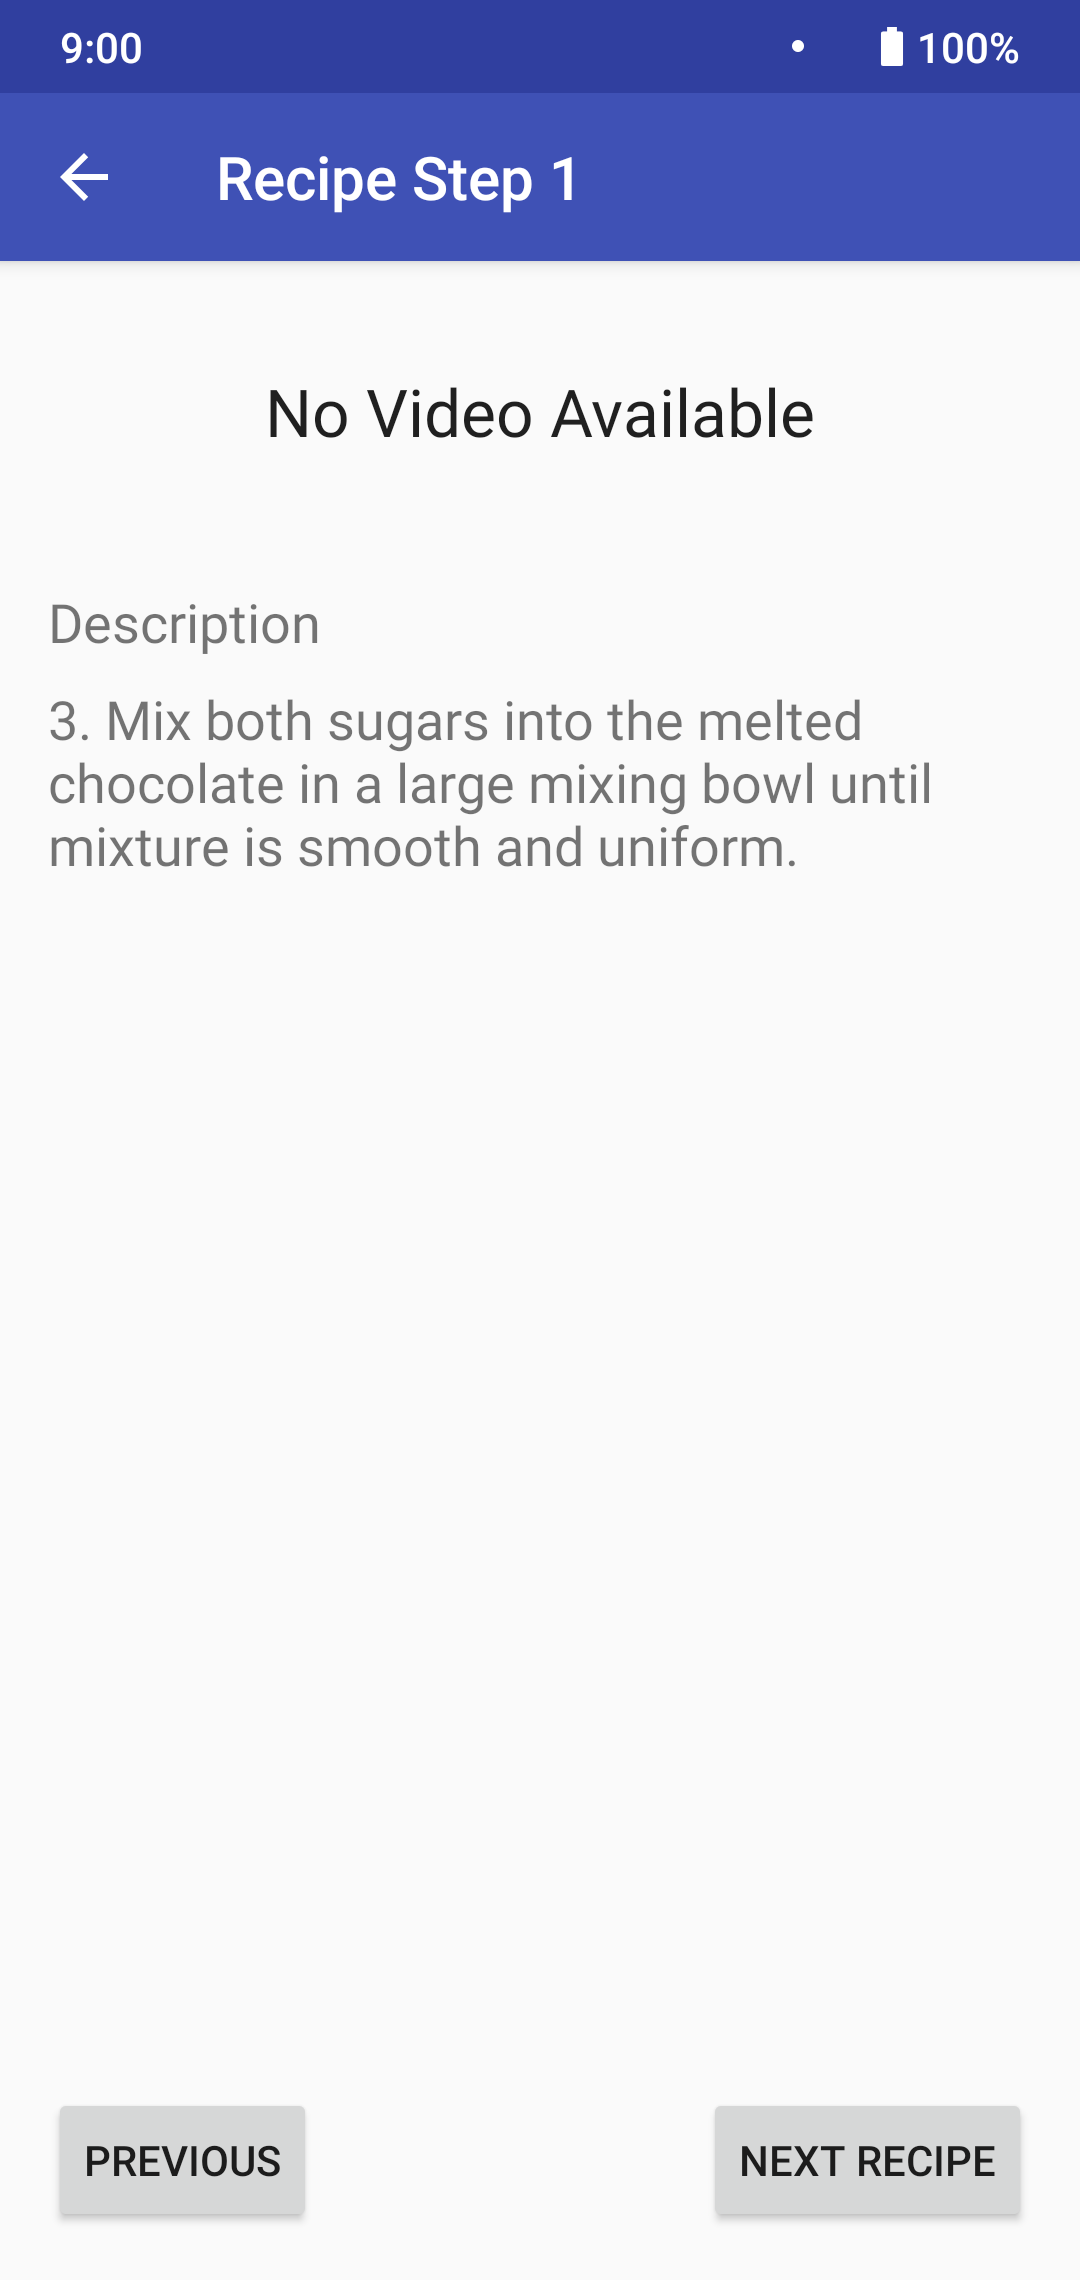 9:00
100%
Recipe Step 1
No Video Available
Description
3. Mix both sugars into the melted
chocolate in a large mixing bowl until
mixture is smooth and uniform.
PREVIOUS
NEXT RECIPE